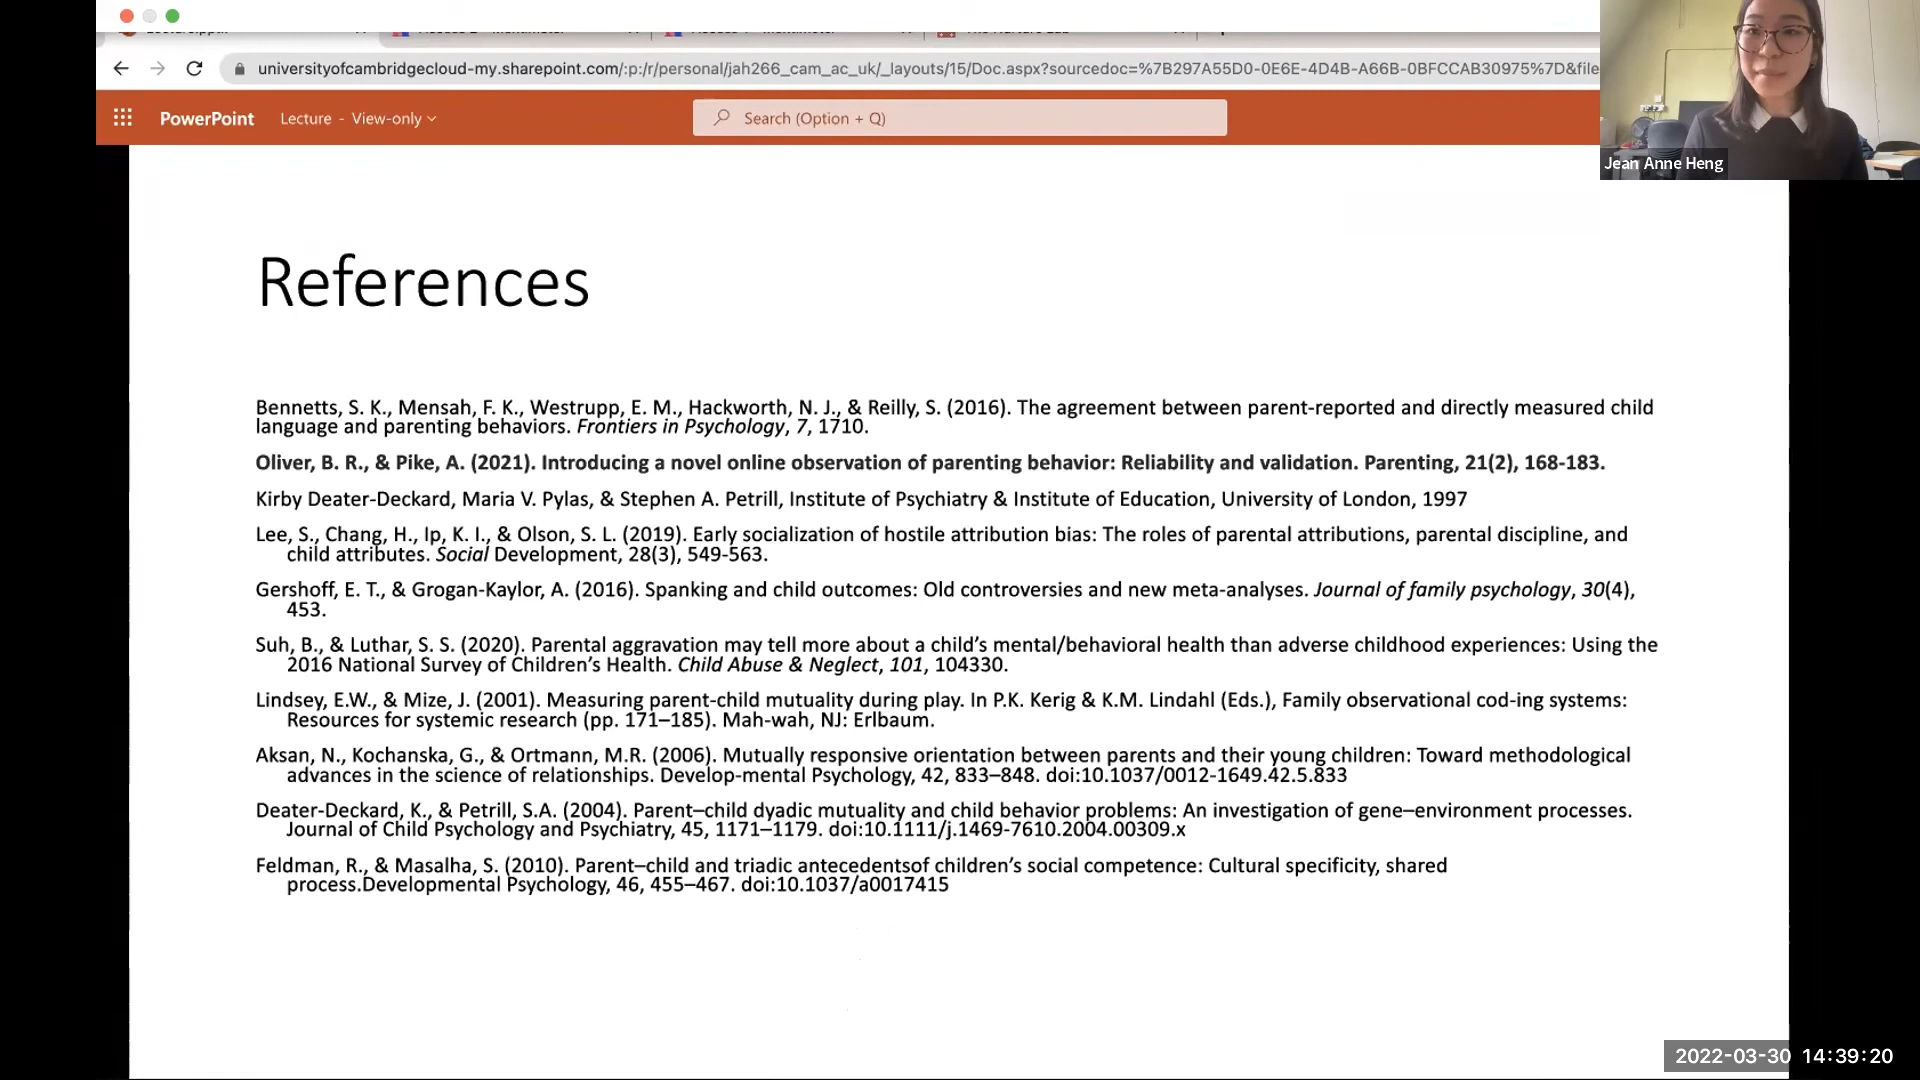 universityofcambridgecloud-my.sharepoint.com/:p:/r/personal/jah266_cam_ac_uk/_layouts/15/Doc.aspx?sourcedoc=%7B297A55D0-0E6E-4D4B-A66B-0BFCCAB30975%7D&file
PowerPoint Lecture - View-only Search (Option + Q)
Jean Anne Heng
References
Bennetts, S. K., Mensah, F. K., Westrupp, E. M., Hackworth, N. J., & Reilly, S. (2016). The agreement between parent-reported and directly measured child
language and parenting behaviors. Frontiers in Psychology, 7, 1710.
Oliver, B. R., & Pike, A. (2021). Introducing a novel online observation of parenting behavior: Reliability and validation. Parenting, 21(2), 168-183.
Kirby Deater-Deckard, Maria V. Pylas, & Stephen A. Petrill, Institute of Psychiatry & Institute of Education, University of London, 1997
Lee, S., Chang, H., Ip, K. I., & Olson, S. L. (2019). Early socialization of hostile attribution bias: The roles of parental attributions, parental discipline, and
child attributes. Social Development, 28(3), 549-563.
Gershoff, E. T., & Grogan-Kaylor, A. (2016). Spanking and child outcomes: Old controversies and new meta-analyses. Journal of family psychology, 30(4),
453.
Suh, B., & Luthar, S. S. (2020). Parental aggravation may tell more about a child’s mental/behavioral health than adverse childhood experiences: Using the
2016 National Survey of Children’s Health. Child Abuse & Neglect, 101, 104330.
Lindsey, E.W., & Mize, J. (2001). Measuring parent-child mutuality during play. In P.K. Kerig & K.M. Lindahl (Eds.), Family observational cod-ing systems:
Resources for systemic research (pp. 171–185). Mah-wah, NJ: Erlbaum.
Aksan, N., Kochanska, G., & Ortmann, M.R. (2006). Mutually responsive orientation between parents and their young children: Toward methodological
advances in the science of relationships. Develop-mental Psychology, 42, 833–848. doi:10.1037/0012-1649.42.5.833
Deater-Deckard, K., & Petrill, S.A. (2004). Parent–child dyadic mutuality and child behavior problems: An investigation of gene–environment processes.
Journal of Child Psychology and Psychiatry, 45, 1171–1179. doi:10.1111/j.1469-7610.2004.00309.x
Feldman, R., & Masalha, S. (2010). Parent–child and triadic antecedentsof children’s social competence: Cultural specificity, shared
process.Developmental Psychology, 46, 455–467. doi:10.1037/a0017415
2022-03-30 14:39:20